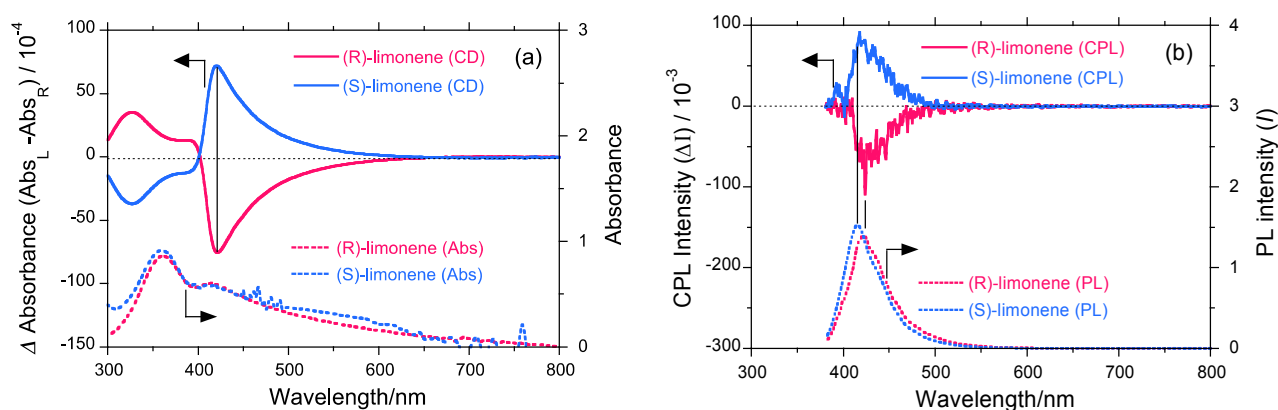 100
50
0
-50
-100
-150
Δ Absorbance (Abs_L -Abs_R) / 10^-4
(R)-limonene (CD)
(S)-limonene (CD)
(a)
(R)-limonene (Abs)
(S)-limonene (Abs)
3
2
1
0
Absorbance
300 400 500 600 700 800
Wavelength/nm
100
0
-100
-200
-300
CPL Intensity (ΔI) / 10^-3
(R)-limonene (CPL)
(S)-limonene (CPL)
(b)
(R)-limonene (PL)
(S)-limonene (PL)
4
3
2
1
0
PL intensity (I)
300 400 500 600 700 800
Wavelength/nm